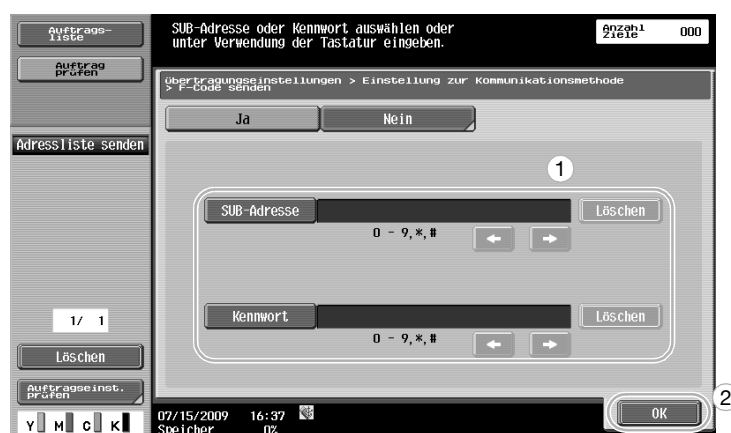 Auftrags-
liste
Auftrag
prüfen
SUB-Adresse oder Kennwort auswählen oder
unter Verwendung der Tastatur eingeben.
Anzahl
Ziele
000
Übertragungseinstellungen > Einstellung zur Kommunikationsmethode
> F-Code senden
Ja
Nein
Adressliste senden
1
SUB-Adresse
Löschen
0 - 9,*,#
← →
Kennwort
Löschen
0 - 9,*,#
← →
1/ 1
Löschen
Auftragseinst.
prüfen
2
OK
07/15/2009 16:37
Speicher 0%
Y M C K